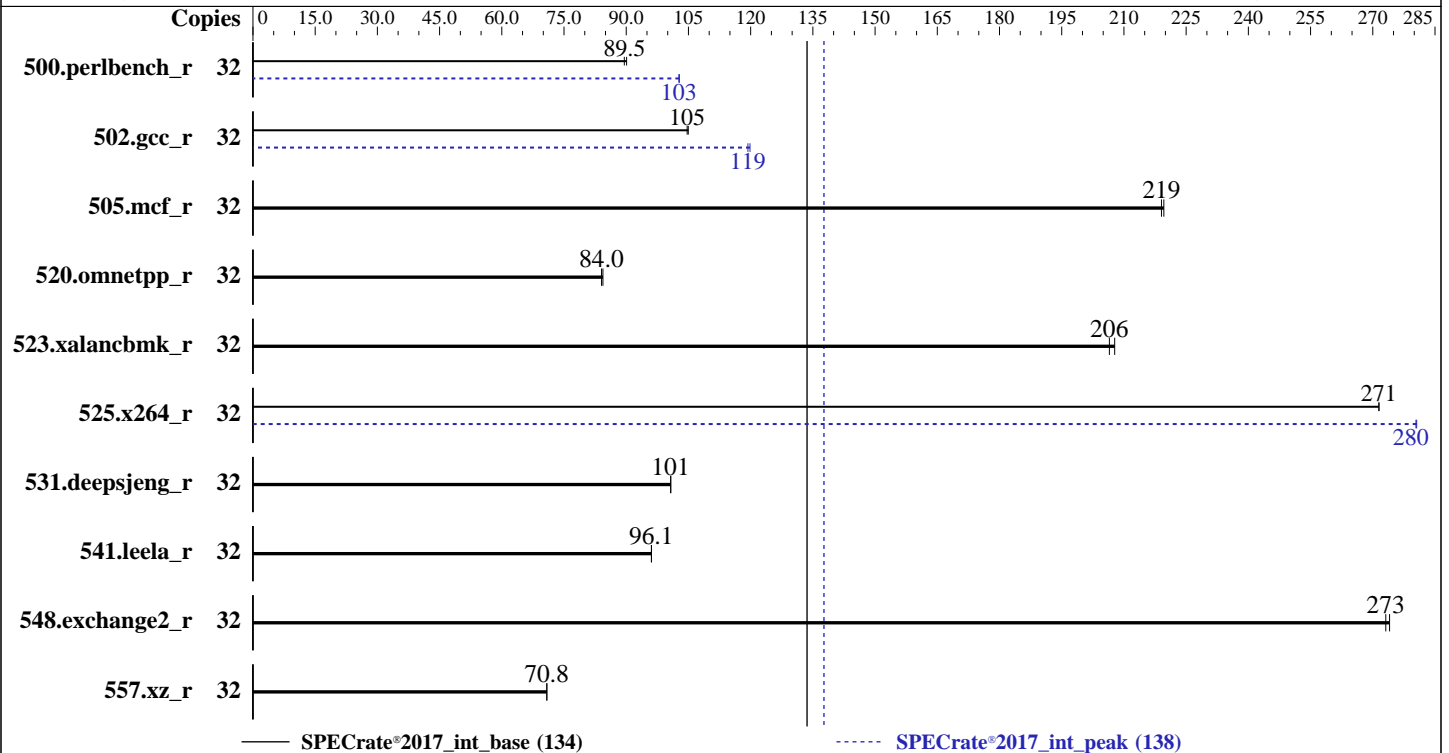 Copies 0 15.0 30.0 45.0 60.0 75.0 90.0 105 120 135 150 165 180 195 210 225 240 255 270 285
500.perlbench_r 32 89.5
103
502.gcc_r 32 105
119
505.mcf_r 32 219
520.omnetpp_r 32 84.0
523.xalancbmk_r 32 206
525.x264_r 32 271
280
531.deepsjeng_r 32 101
541.leela_r 32 96.1
548.exchange2_r 32 273
557.xz_r 32 70.8
SPECrate®2017_int_base (134) SPECrate®2017_int_peak (138)